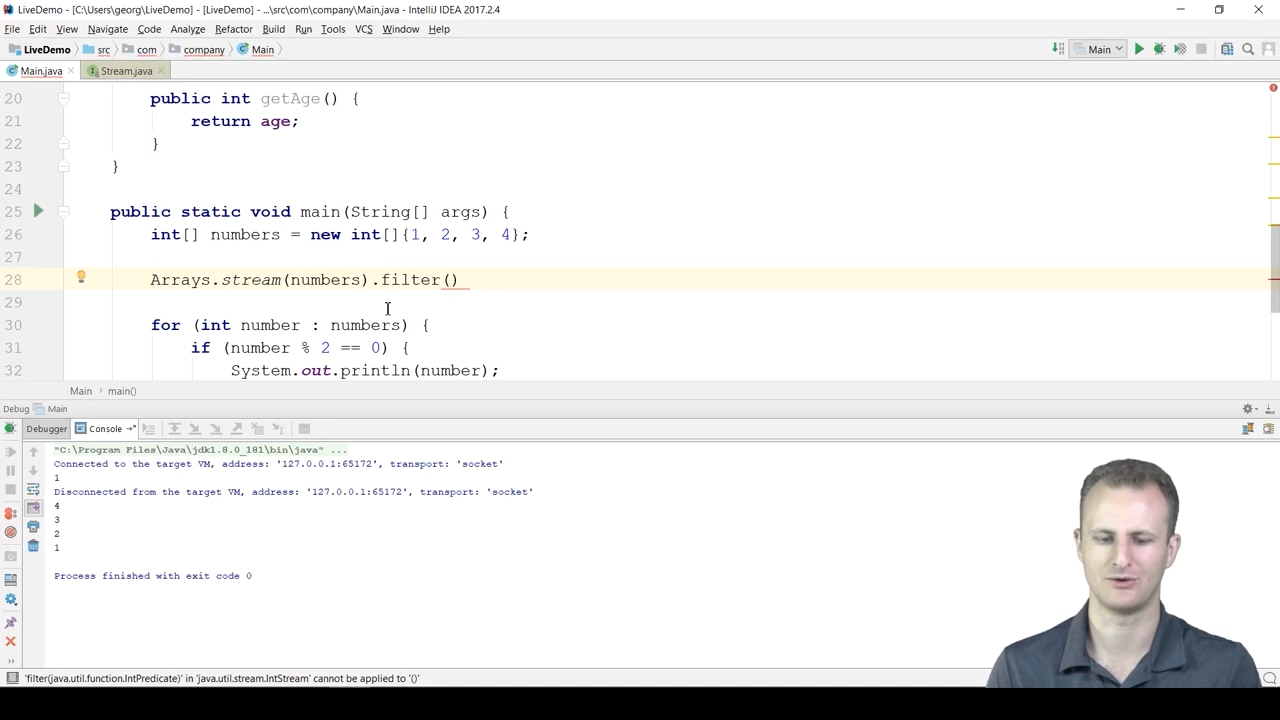 LiveDemo - [C:\Users\georg\LiveDemo] - [LiveDemo] - ...\src\com\company\Main.java - IntelliJ IDEA 2017.2.4
File Edit View Navigate Code Analyze Refactor Build Run Tools VCS Window Help
LiveDemo src com company Main Main
Main.java Stream.java
20 public int getAge() {
21 return age;
22 }
23 }
24
25 public static void main(String[] args) {
26 int[] numbers = new int[]{1, 2, 3, 4};
27
28 Arrays.stream(numbers).filter()
29
30 for (int number : numbers) {
31 if (number % 2 == 0) {
32 System.out.println(number);
Main main()
Debug Main
Debugger Console
"C:\Program Files\Java\jdk1.8.0_181\bin\java" ...
Connected to the target VM, address: '127.0.0.1:65172', transport: 'socket'
1
Disconnected from the target VM, address: '127.0.0.1:65172', transport: 'socket'
4
3
2
1
Process finished with exit code 0
'filter(java.util.function.IntPredicate)' in 'java.util.stream.IntStream' cannot be applied to '()'